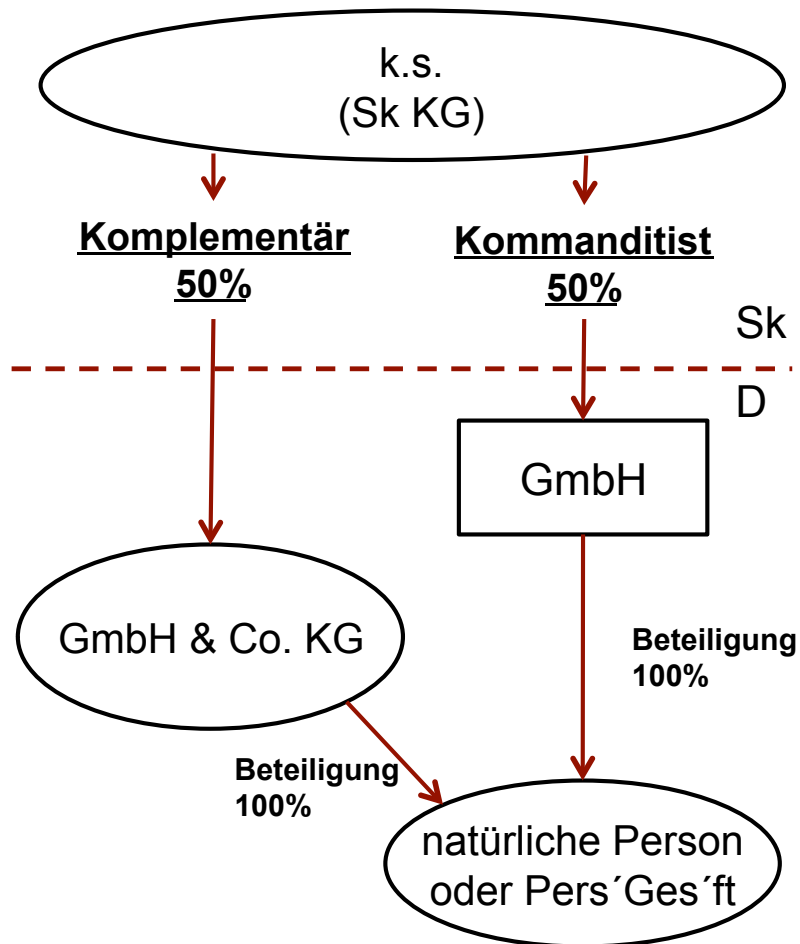 k.s.
(Sk KG)
Komplementär
50%
Kommanditist
50%
Sk
D
GmbH
GmbH & Co. KG
Beteiligung
100%
Beteiligung
100%
natürliche Person
oder Pers´Ges´ft